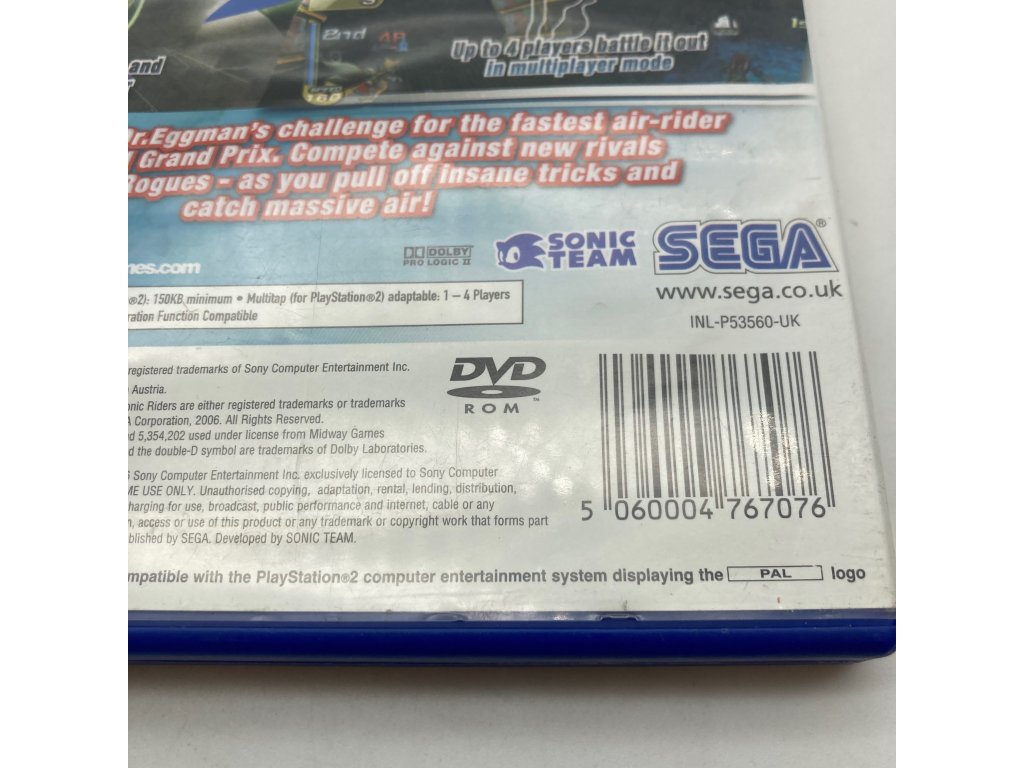 2nd 4P
Up to 4 players battle it out
in multiplayer mode
and
SPEED
Dr.Eggman's challenge for the fastest air-rider
Grand Prix. Compete against new rivals
Rogues - as you pull off insane tricks and
catch massive air!
mes.com
DOLBY
PRO LOGIC II
SONIC
TEAM
SEGA®
www.sega.co.uk
INL-P53560-UK
®2): 150KB minimum • Multitap (for PlayStation®2) adaptable: 1 – 4 Players
ration Function Compatible
registered trademarks of Sony Computer Entertainment Inc.
Austria.
onic Riders are either registered trademarks or trademarks
A Corporation, 2006. All Rights Reserved.
d 5,354,202 used under license from Midway Games
d the double-D symbol are trademarks of Dolby Laboratories.
DVD
ROM™
Sony Computer Entertainment Inc. exclusively licensed to Sony Computer
ME USE ONLY. Unauthorised copying, adaptation, rental, lending, distribution,
charging for use, broadcast, public performance and internet, cable or any
n, access or use of this product or any trademark or copyright work that forms part
blished by SEGA. Developed by SONIC TEAM.
5 060004 767076
mpatible with the PlayStation®2 computer entertainment system displaying the PAL logo